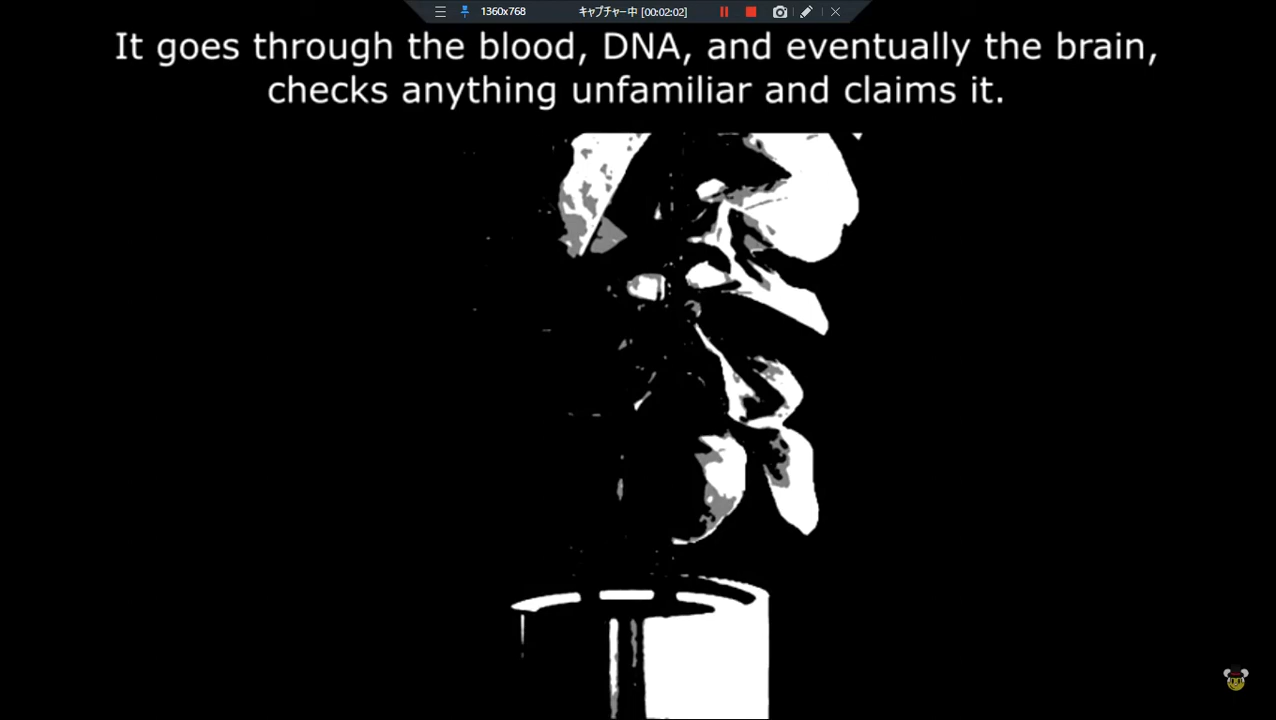 1360x768 キャプチャー中 [00:02:02]
It goes through the blood, DNA, and eventually the brain,
checks anything unfamiliar and claims it.